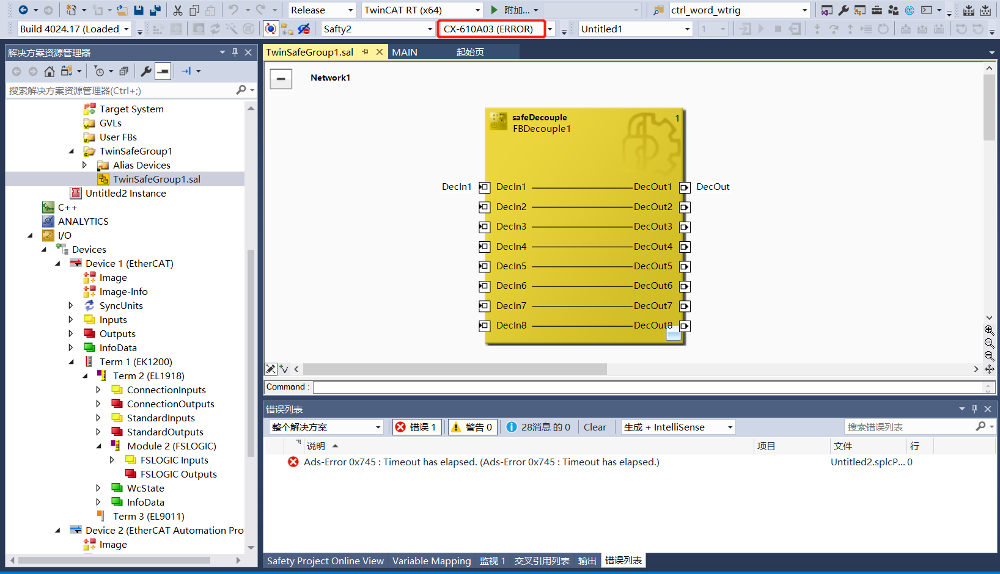 Release
TwinCAT RT (x64)
附加...
ctrl_word_wtrig
Build 4024.17 (Loaded
Safty2
CX-610A03 (ERROR)
Untitled1
1
解决方案资源管理器
搜索解决方案资源管理器(Ctrl+;)
Target System
GVLs
User FBs
TwinSafeGroup1
Alias Devices
TwinSafeGroup1.sal
Untitled2 Instance
C++
ANALYTICS
I/O
Devices
Device 1 (EtherCAT)
Image
Image-Info
SyncUnits
Inputs
Outputs
InfoData
Term 1 (EK1200)
Term 2 (EL1918)
ConnectionInputs
ConnectionOutputs
StandardInputs
StandardOutputs
Module 2 (FSLOGIC)
FSLOGIC Inputs
FSLOGIC Outputs
WcState
InfoData
Term 3 (EL9011)
Device 2 (EtherCAT Automation Pro
Image
TwinSafeGroup1.sal
MAIN
起始页
Network1
safeDecouple
FBDecouple1
1
DecIn1 DecIn1 DecOut1 DecOut
DecIn2 DecOut2
DecIn3 DecOut3
DecIn4 DecOut4
DecIn5 DecOut5
DecIn6 DecOut6
DecIn7 DecOut7
DecIn8 DecOut8
Command :
错误列表
整个解决方案
错误 1
警告 0
28消息 的 0
Clear
生成 + IntelliSense
搜索错误列表
说明 项目 文件 行
Ads-Error 0x745 : Timeout has elapsed. (Ads-Error 0x745 : Timeout has elapsed.) Untitled2.splcP... 0
Safety Project Online View
Variable Mapping
监视 1
交叉引用列表
输出
错误列表